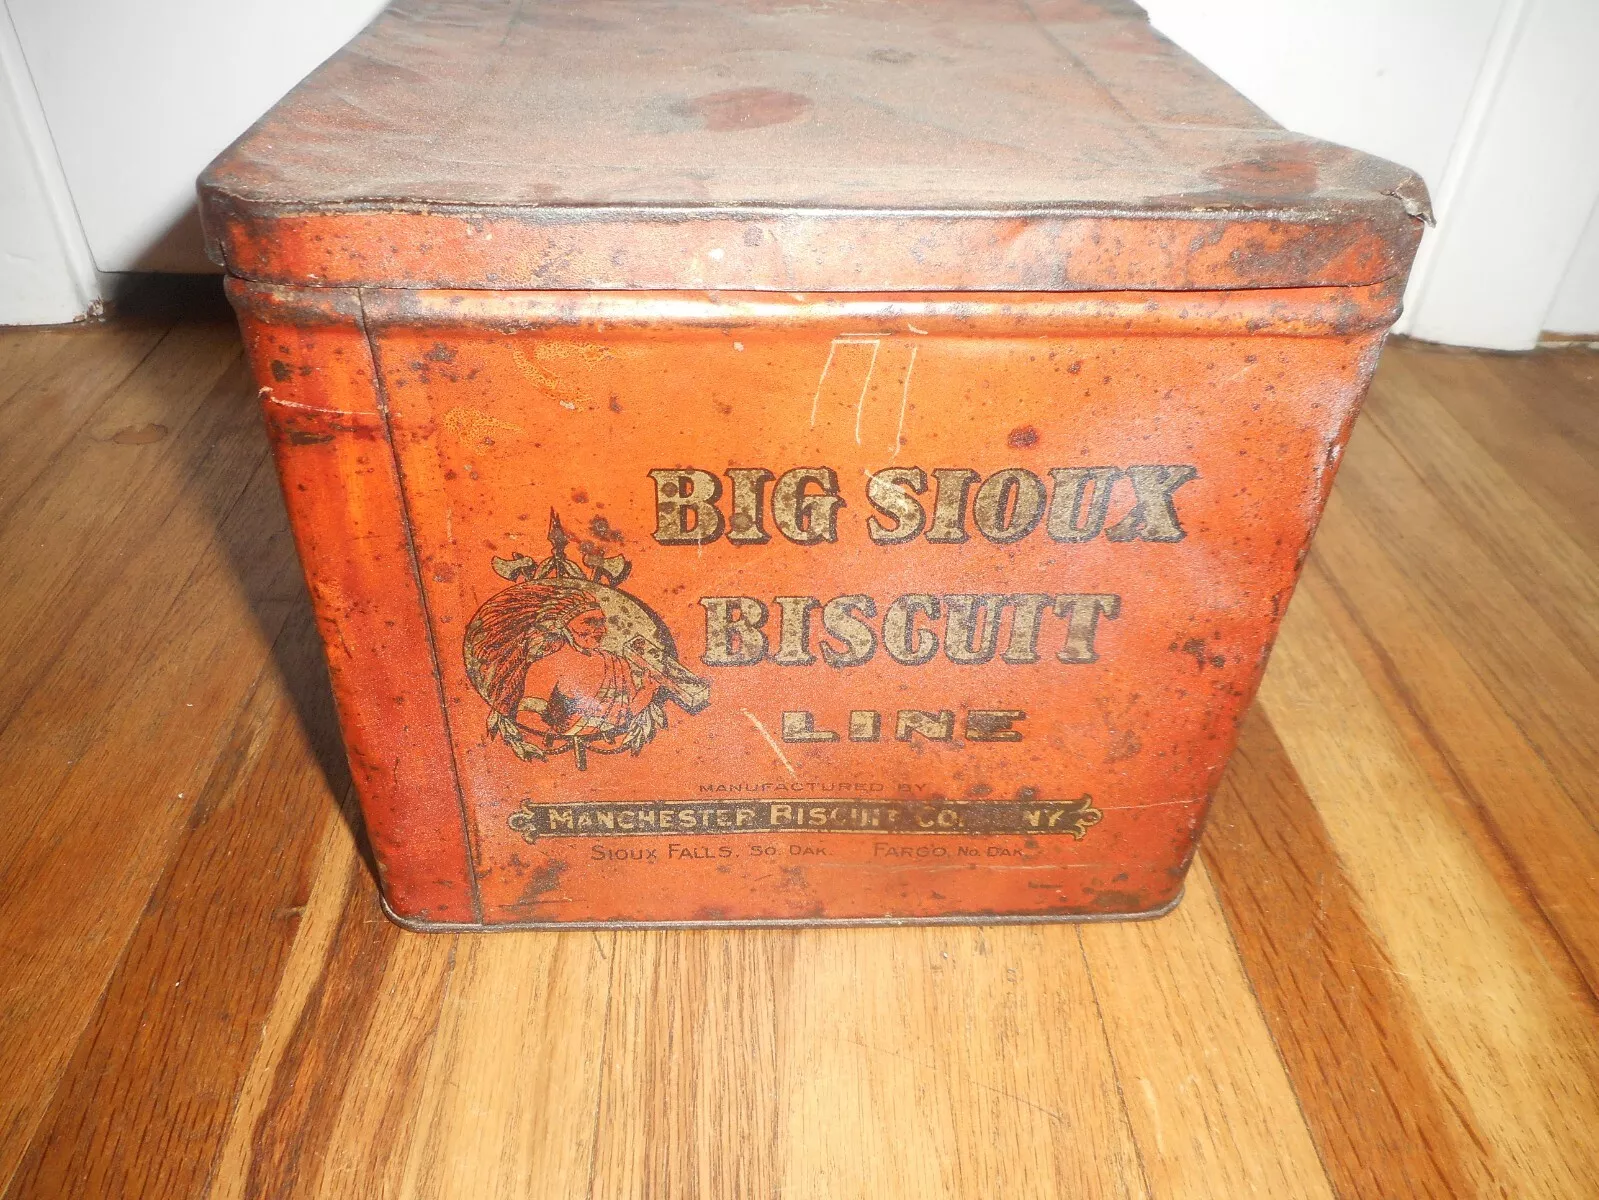 BIG SIOUX
BISCUIT
LINE
MANUFACTURED BY
MANCHESTER BISCUIT COMPANY
SIOUX FALLS, SO. DAK. FARGO, NO. DAK.